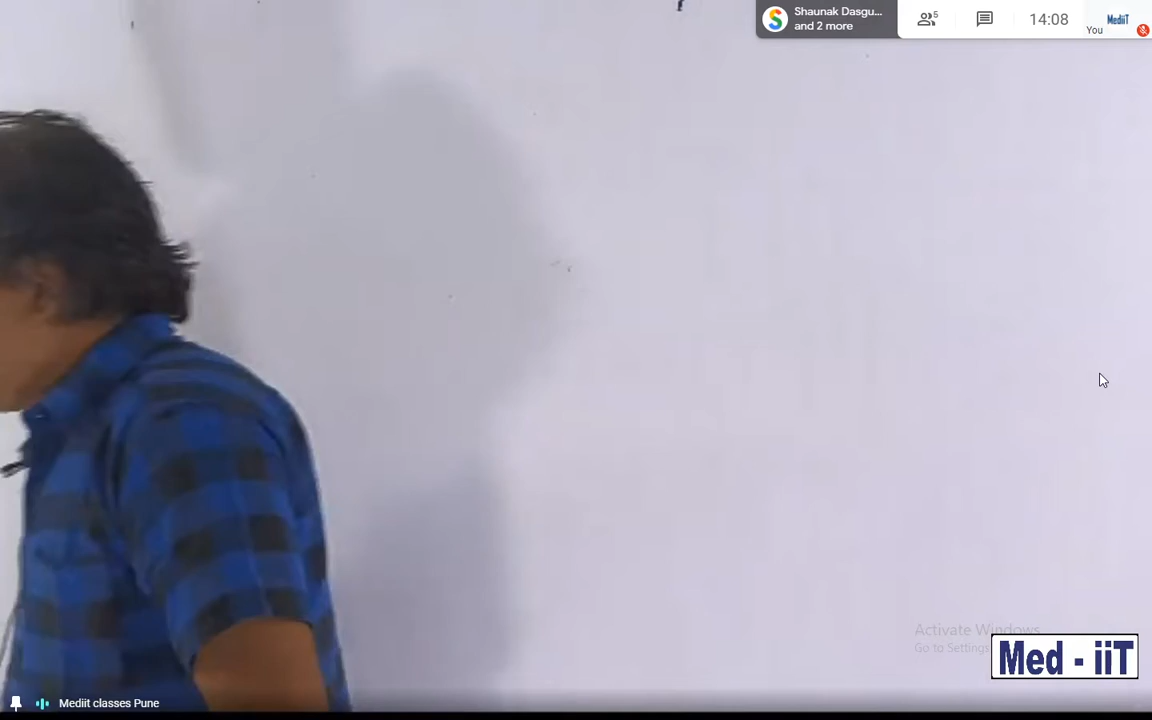 Shaunak Dasgu...
and 2 more
5
14:08
MediiT
You
Activate Windows
Go to Settings
Med - iiT
Mediit classes Pune